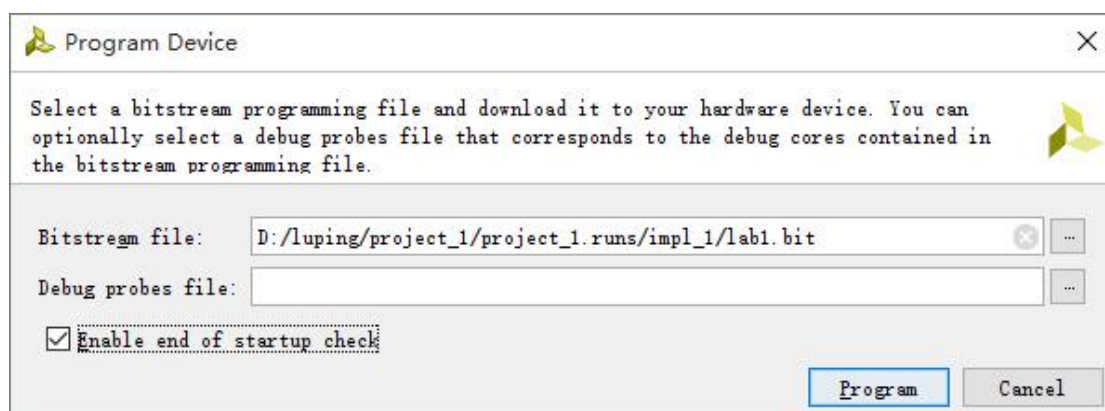 Program Device
Select a bitstream programming file and download it to your hardware device. You can
optionally select a debug probes file that corresponds to the debug cores contained in
the bitstream programming file.
Bitstream file: D:/luping/project_1/project_1.runs/impl_1/lab1.bit ...
Debug probes file: ...
Enable end of startup check
Program Cancel